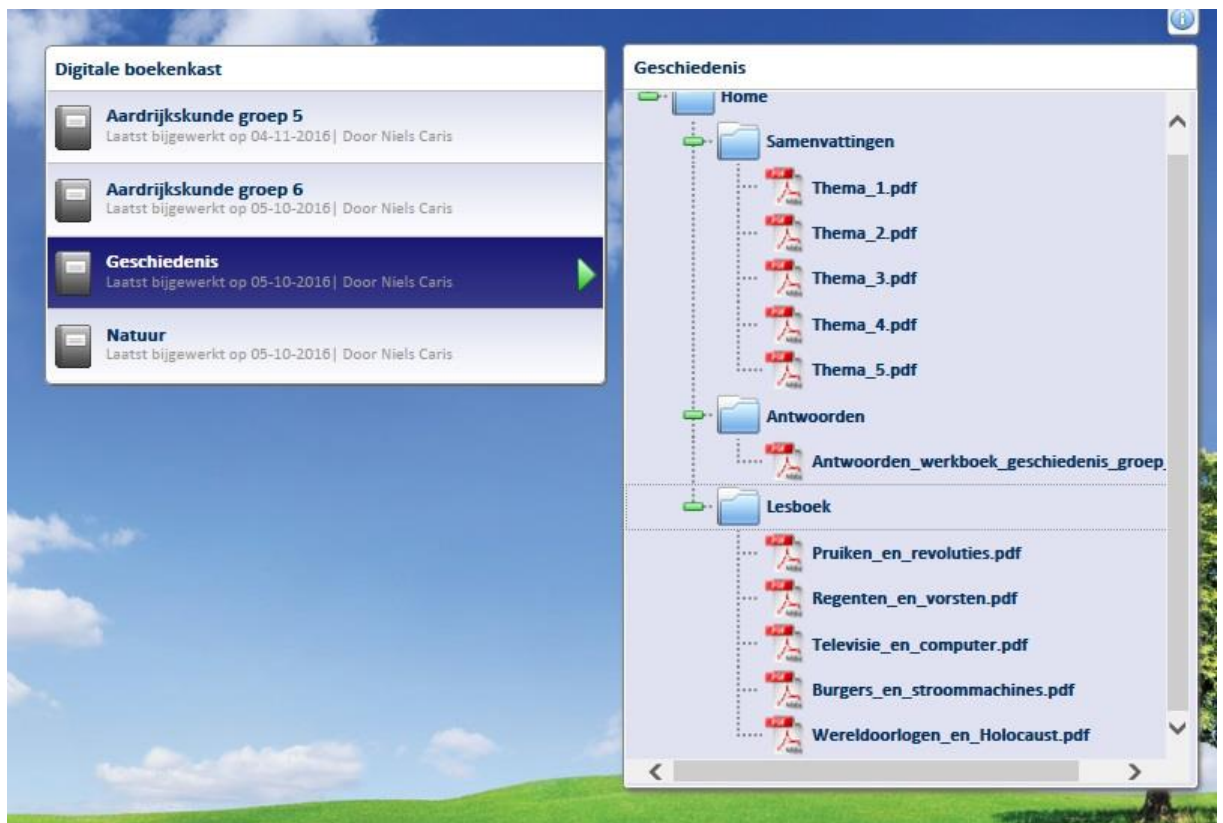 Digitale boekenkast
Aardrijkskunde groep 5
Laatst bijgewerkt op 04-11-2016| Door Niels Caris
Aardrijkskunde groep 6
Laatst bijgewerkt op 05-10-2016| Door Niels Caris
Geschiedenis
Laatst bijgewerkt op 05-10-2016| Door Niels Caris
Natuur
Laatst bijgewerkt op 05-10-2016| Door Niels Caris
Geschiedenis
Home
Samenvattingen
Thema_1.pdf
Thema_2.pdf
Thema_3.pdf
Thema_4.pdf
Thema_5.pdf
Antwoorden
Antwoorden_werkboek_geschiedenis_groep_
Lesboek
Pruiken_en_revoluties.pdf
Regenten_en_vorsten.pdf
Televisie_en_computer.pdf
Burgers_en_stroommachines.pdf
Wereldoorlogen_en_Holocaust.pdf